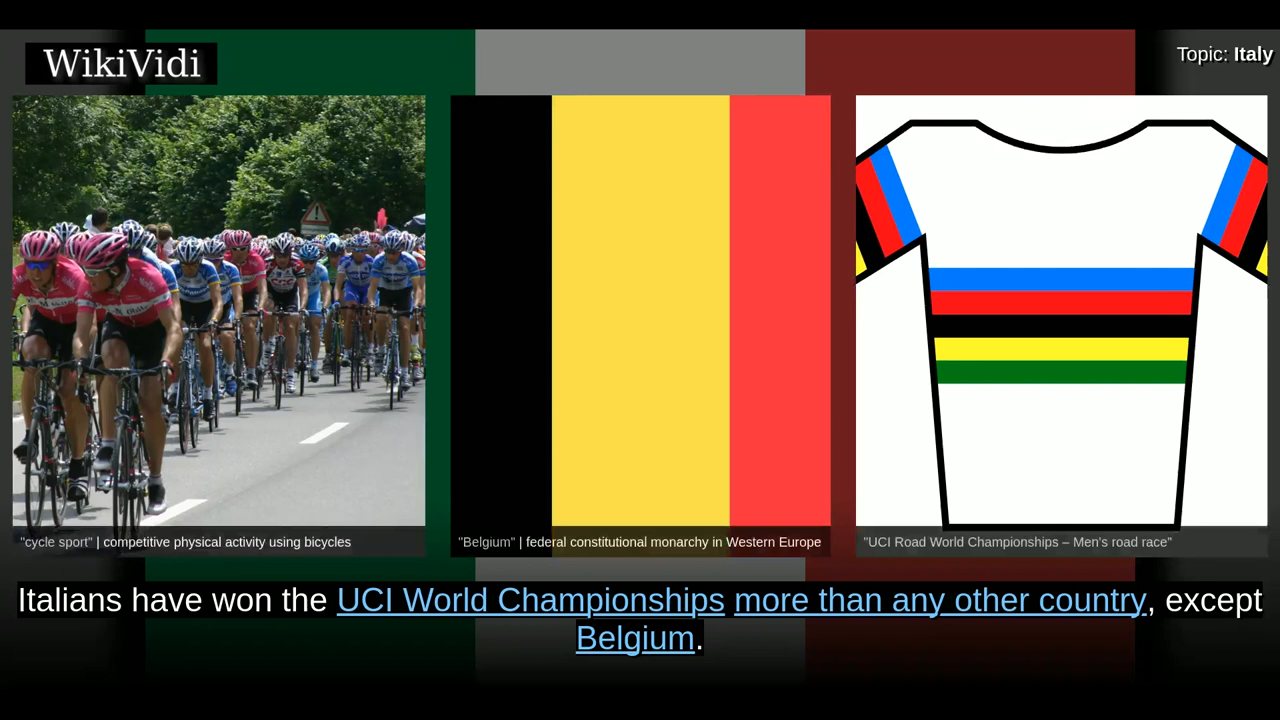 WikiVidi
Topic: Italy
"cycle sport" | competitive physical activity using bicycles
"Belgium" | federal constitutional monarchy in Western Europe
"UCI Road World Championships – Men's road race"
Italians have won the UCI World Championships more than any other country, except
Belgium.